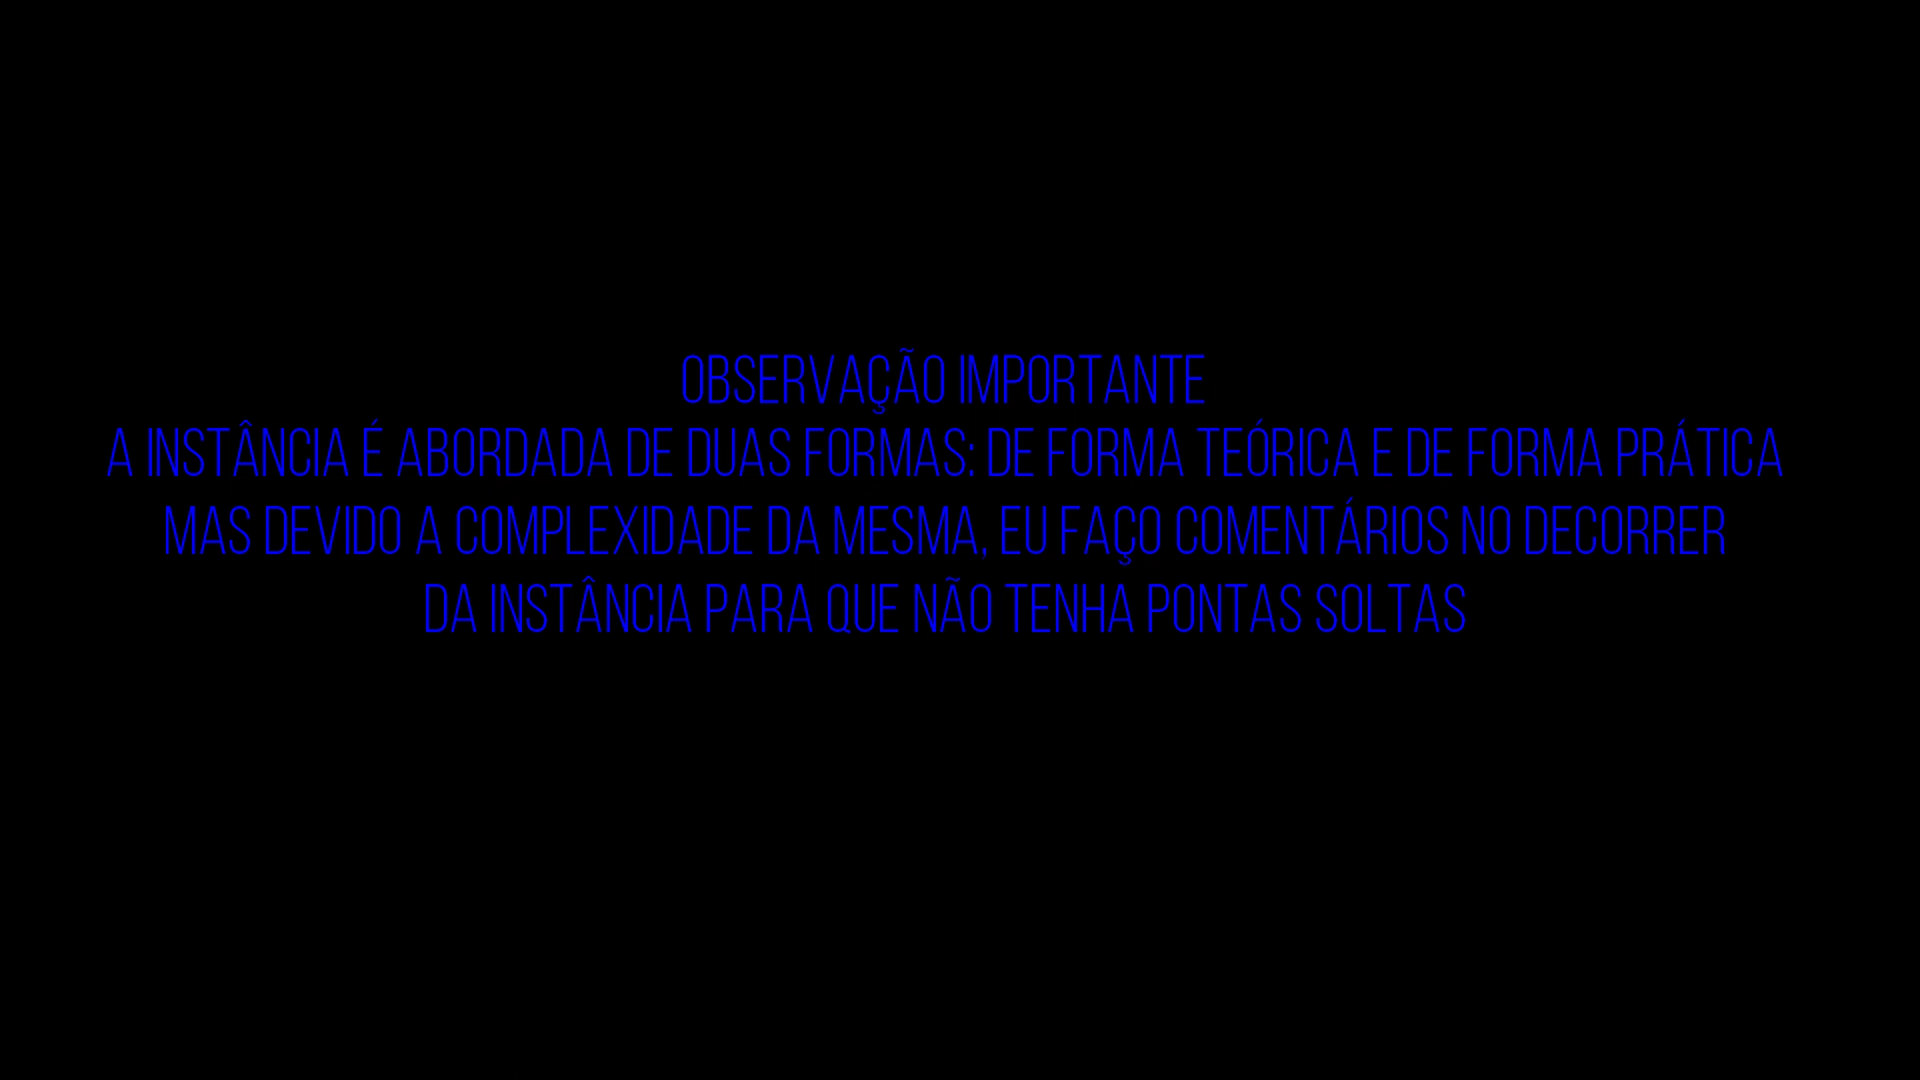 OBSERVAÇÃO IMPORTANTE
A INSTÂNCIA É ABORDADA DE DUAS FORMAS: DE FORMA TEÓRICA E DE FORMA PRÁTICA
MAS DEVIDO A COMPLEXIDADE DA MESMA, EU FAÇO COMENTÁRIOS NO DECORRER
DA INSTÂNCIA PARA QUE NÃO TENHA PONTAS SOLTAS